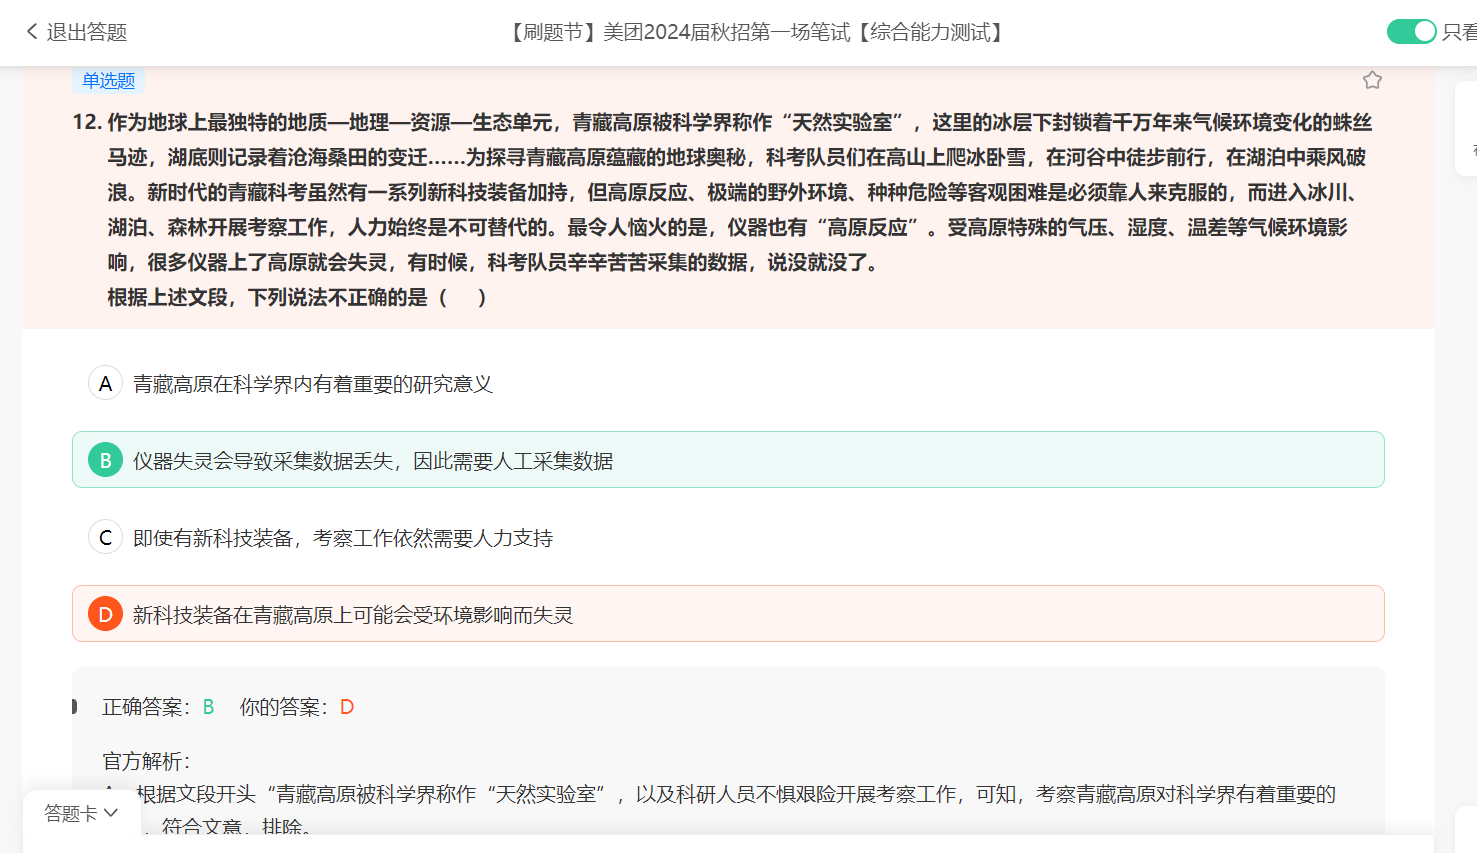 退出答题
【刷题节】美团2024届秋招第一场笔试【综合能力测试】
只看
单选题
12. 作为地球上最独特的地质—地理—资源—生态单元，青藏高原被科学界称作“天然实验室”，这里的冰层下封锁着千万年来气候环境变化的蛛丝
马迹，湖底则记录着沧海桑田的变迁……为探寻青藏高原蕴藏的地球奥秘，科考队员们在高山上爬冰卧雪，在河谷中徒步前行，在湖泊中乘风破
浪。新时代的青藏科考虽然有一系列新科技装备加持，但高原反应、极端的野外环境、种种危险等客观困难是必须靠人来克服的，而进入冰川、
湖泊、森林开展考察工作，人力始终是不可替代的。最令人恼火的是，仪器也有“高原反应”。受高原特殊的气压、湿度、温差等气候环境影
响，很多仪器上了高原就会失灵，有时候，科考队员辛辛苦苦采集的数据，说没就没了。
根据上述文段，下列说法不正确的是（ ）
A 青藏高原在科学界内有着重要的研究意义
B 仪器失灵会导致采集数据丢失，因此需要人工采集数据
C 即使有新科技装备，考察工作依然需要人力支持
D 新科技装备在青藏高原上可能会受环境影响而失灵
正确答案：B 你的答案：D
官方解析：
根据文段开头“青藏高原被科学界称作“天然实验室”，以及科研人员不惧艰险开展考察工作，可知，考察青藏高原对科学界有着重要的
，符合文意，排除。
答题卡